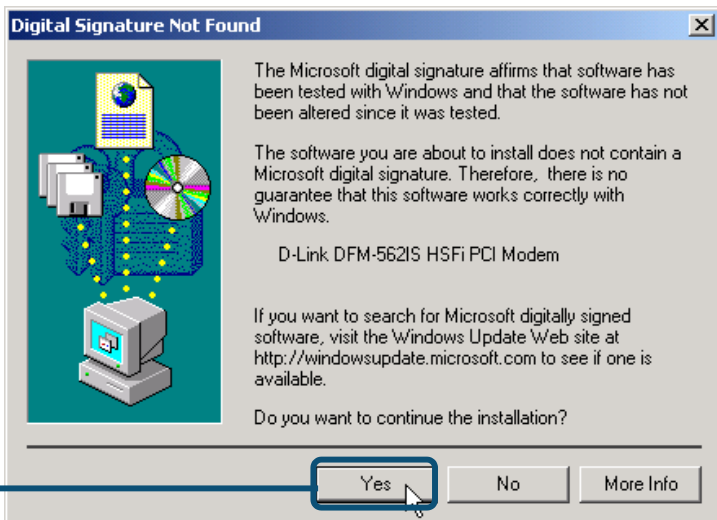 Digital Signature Not Found
The Microsoft digital signature affirms that software has
been tested with Windows and that the software has not
been altered since it was tested.
The software you are about to install does not contain a
Microsoft digital signature. Therefore, there is no
guarantee that this software works correctly with
Windows.
D-Link DFM-562IS HSFi PCI Modem
If you want to search for Microsoft digitally signed
software, visit the Windows Update Web site at
http://windowsupdate.microsoft.com to see if one is
available.
Do you want to continue the installation?
Yes No More Info